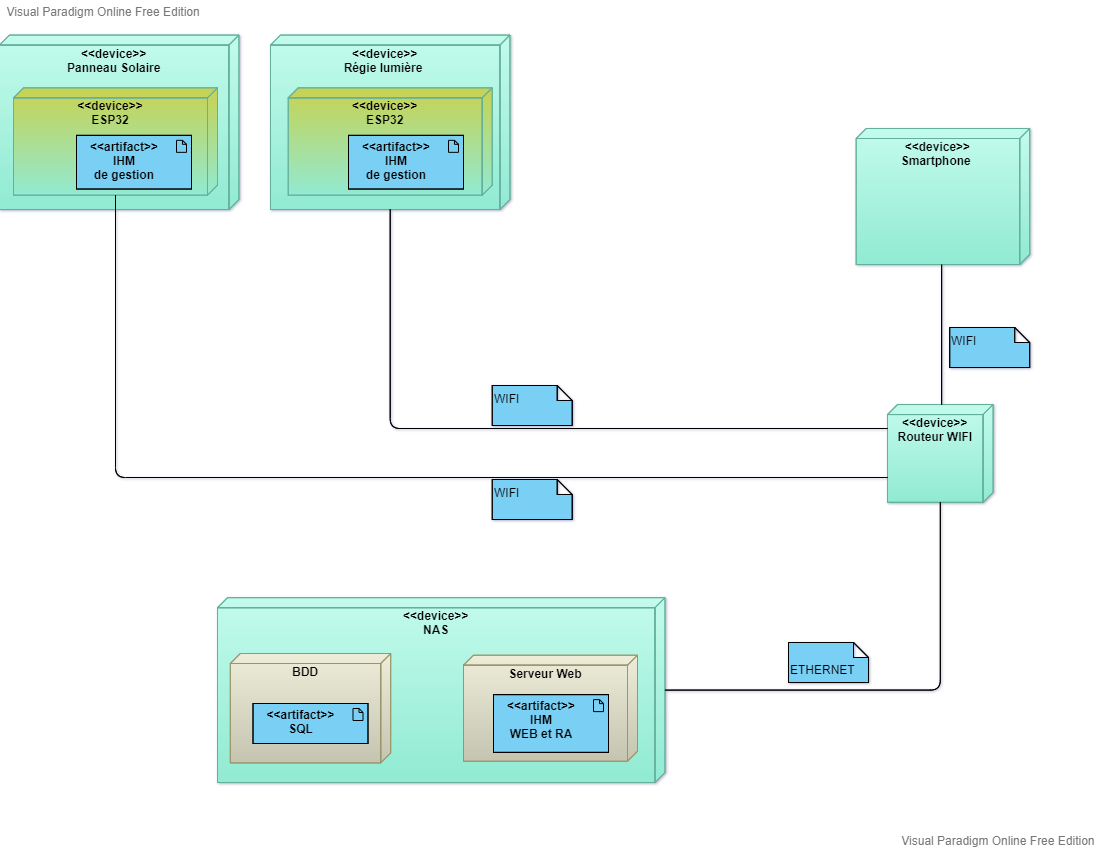 Visual Paradigm Online Free Edition
<<device>>
Panneau Solaire
<<device>>
ESP32
<<artifact>>
IHM
de gestion
<<device>>
Régie lumière
<<device>>
ESP32
<<artifact>>
IHM
de gestion
<<device>>
Smartphone
WIFI
WIFI
<<device>>
Routeur WIFI
WIFI
<<device>>
NAS
BDD
<<artifact>>
SQL
Serveur Web
<<artifact>>
IHM
WEB et RA
ETHERNET
Visual Paradigm Online Free Edition